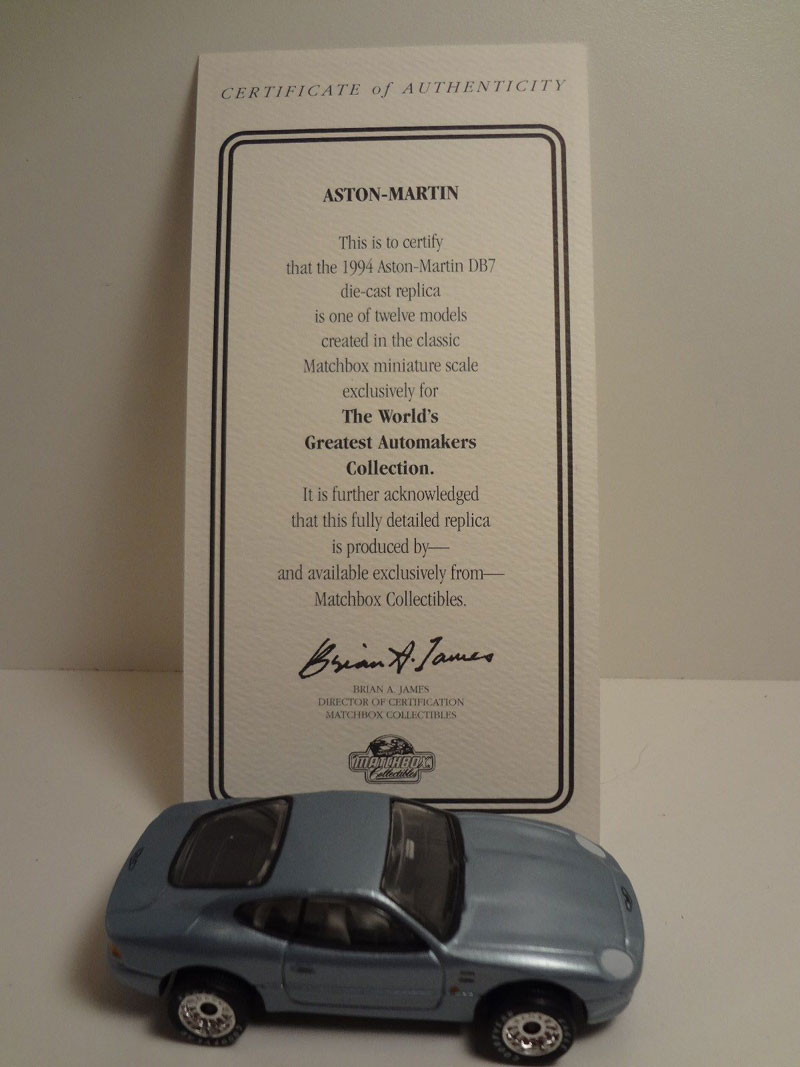 CERTIFICATE of AUTHENTICITY
ASTON-MARTIN
This is to certify
that the 1994 Aston-Martin DB7
die-cast replica
is one of twelve models
created in the classic
Matchbox miniature scale
exclusively for
The World's
Greatest Automakers
Collection.
It is further acknowledged
that this fully detailed replica
is produced by—
and available exclusively from—
Matchbox Collectibles.
Brian A. James
BRIAN A. JAMES
DIRECTOR OF CERTIFICATION
MATCHBOX COLLECTIBLES
MATCHBOX
Collectibles